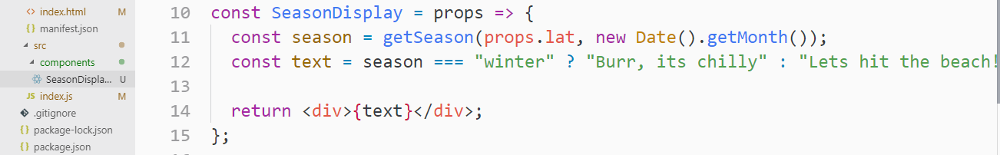 index.html M
manifest.json
src
components
SeasonDispla... U
JS index.js M
.gitignore
package-lock.json
package.json
10 const SeasonDisplay = props => {
11 const season = getSeason(props.lat, new Date().getMonth());
12 const text = season === "winter" ? "Burr, its chilly" : "Lets hit the beach!
13
14 return <div>{text}</div>;
15 };